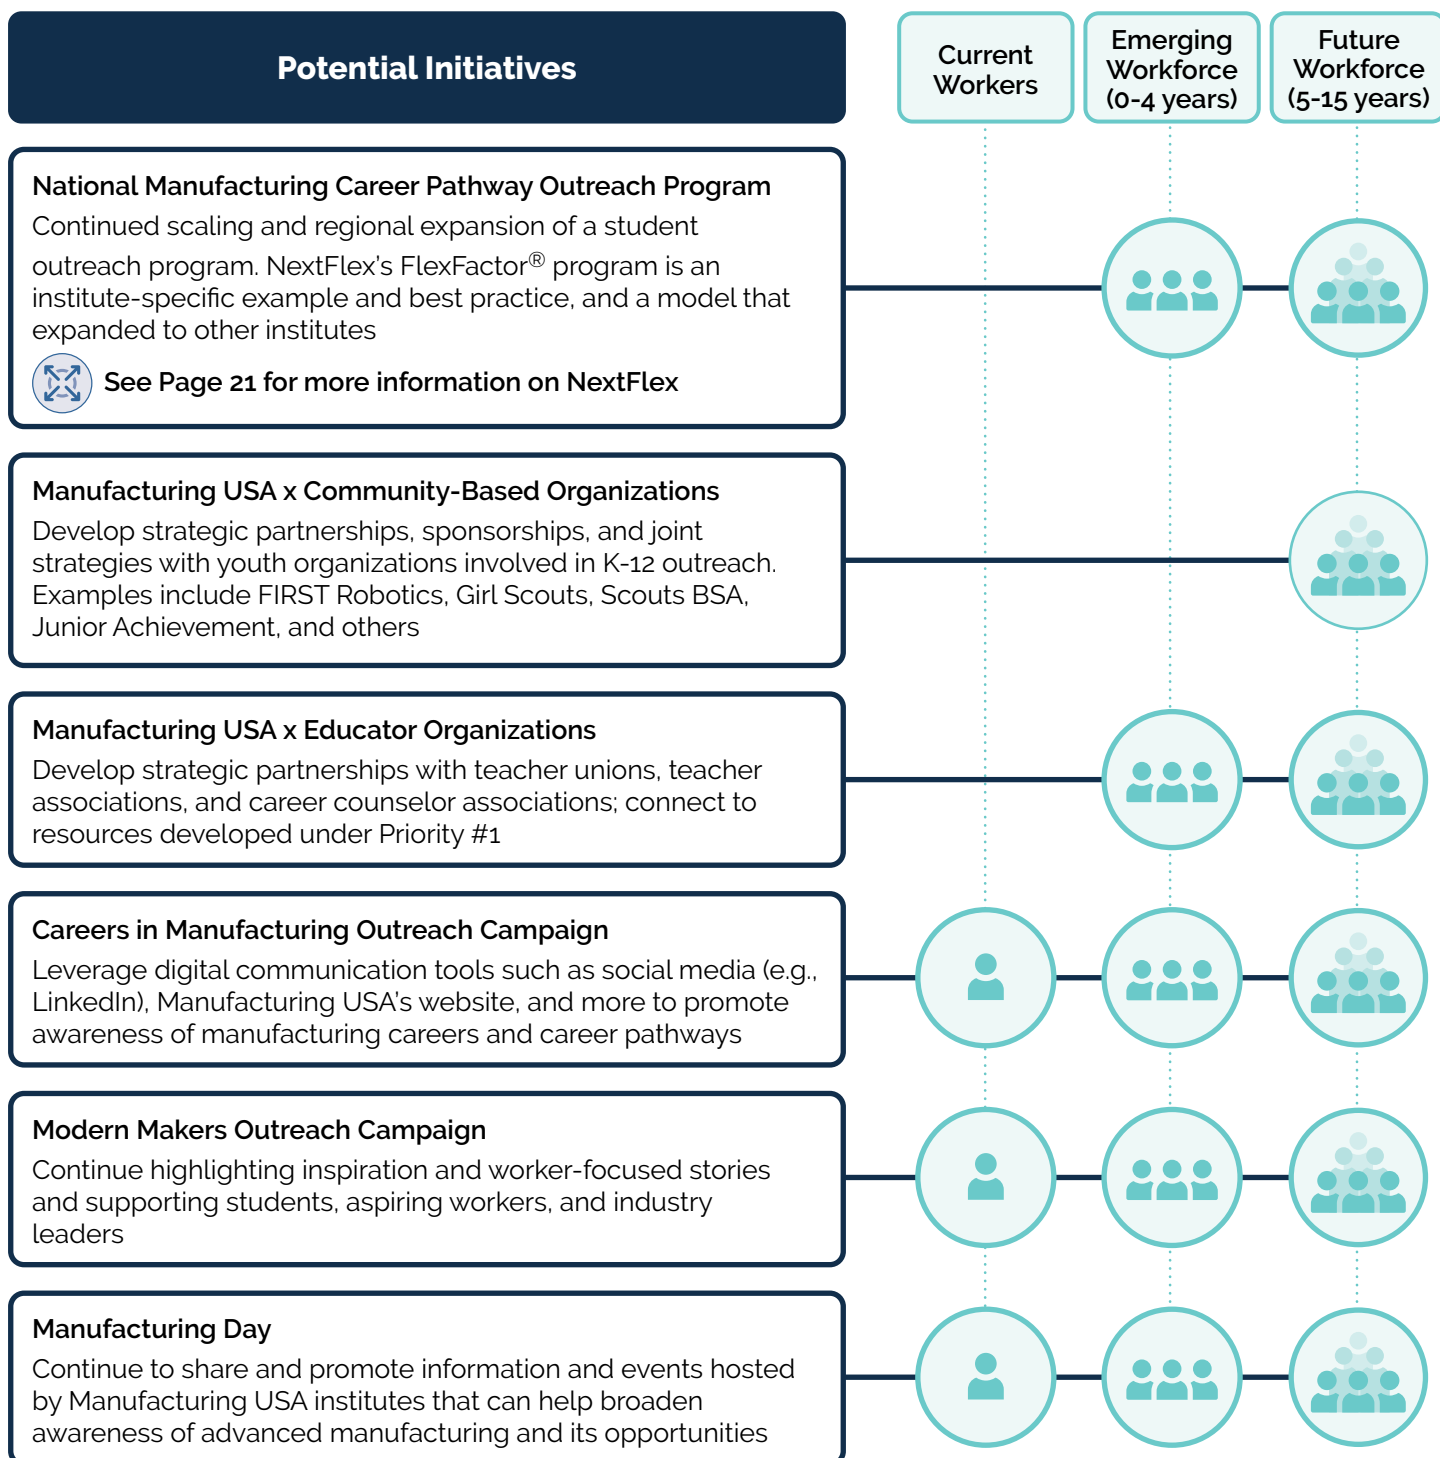 Potential Initiatives
Current
Workers
Emerging
Workforce
(0-4 years)
Future
Workforce
(5-15 years)
National Manufacturing Career Pathway Outreach Program
Continued scaling and regional expansion of a student
outreach program. NextFlex’s FlexFactor® program is an
institute-specific example and best practice, and a model that
expanded to other institutes
See Page 21 for more information on NextFlex
Manufacturing USA x Community-Based Organizations
Develop strategic partnerships, sponsorships, and joint
strategies with youth organizations involved in K-12 outreach.
Examples include FIRST Robotics, Girl Scouts, Scouts BSA,
Junior Achievement, and others
Manufacturing USA x Educator Organizations
Develop strategic partnerships with teacher unions, teacher
associations, and career counselor associations; connect to
resources developed under Priority #1
Careers in Manufacturing Outreach Campaign
Leverage digital communication tools such as social media (e.g.,
LinkedIn), Manufacturing USA’s website, and more to promote
awareness of manufacturing careers and career pathways
Modern Makers Outreach Campaign
Continue highlighting inspiration and worker-focused stories
and supporting students, aspiring workers, and industry
leaders
Manufacturing Day
Continue to share and promote information and events hosted
by Manufacturing USA institutes that can help broaden
awareness of advanced manufacturing and its opportunities